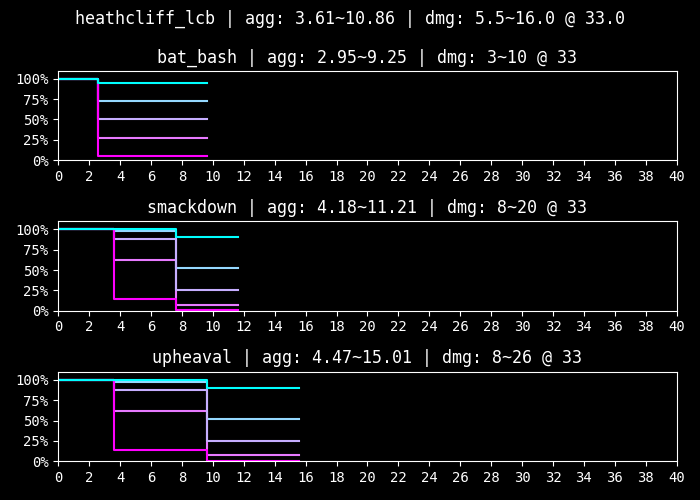 heathcliff_lcb | agg: 3.61~10.86 | dmg: 5.5~16.0 @ 33.0
bat_bash | agg: 2.95~9.25 | dmg: 3~10 @ 33
100%
75%
50%
25%
0%
0 2 4 6 8 10 12 14 16 18 20 22 24 26 28 30 32 34 36 38 40
smackdown | agg: 4.18~11.21 | dmg: 8~20 @ 33
100%
75%
50%
25%
0%
0 2 4 6 8 10 12 14 16 18 20 22 24 26 28 30 32 34 36 38 40
upheaval | agg: 4.47~15.01 | dmg: 8~26 @ 33
100%
75%
50%
25%
0%
0 2 4 6 8 10 12 14 16 18 20 22 24 26 28 30 32 34 36 38 40